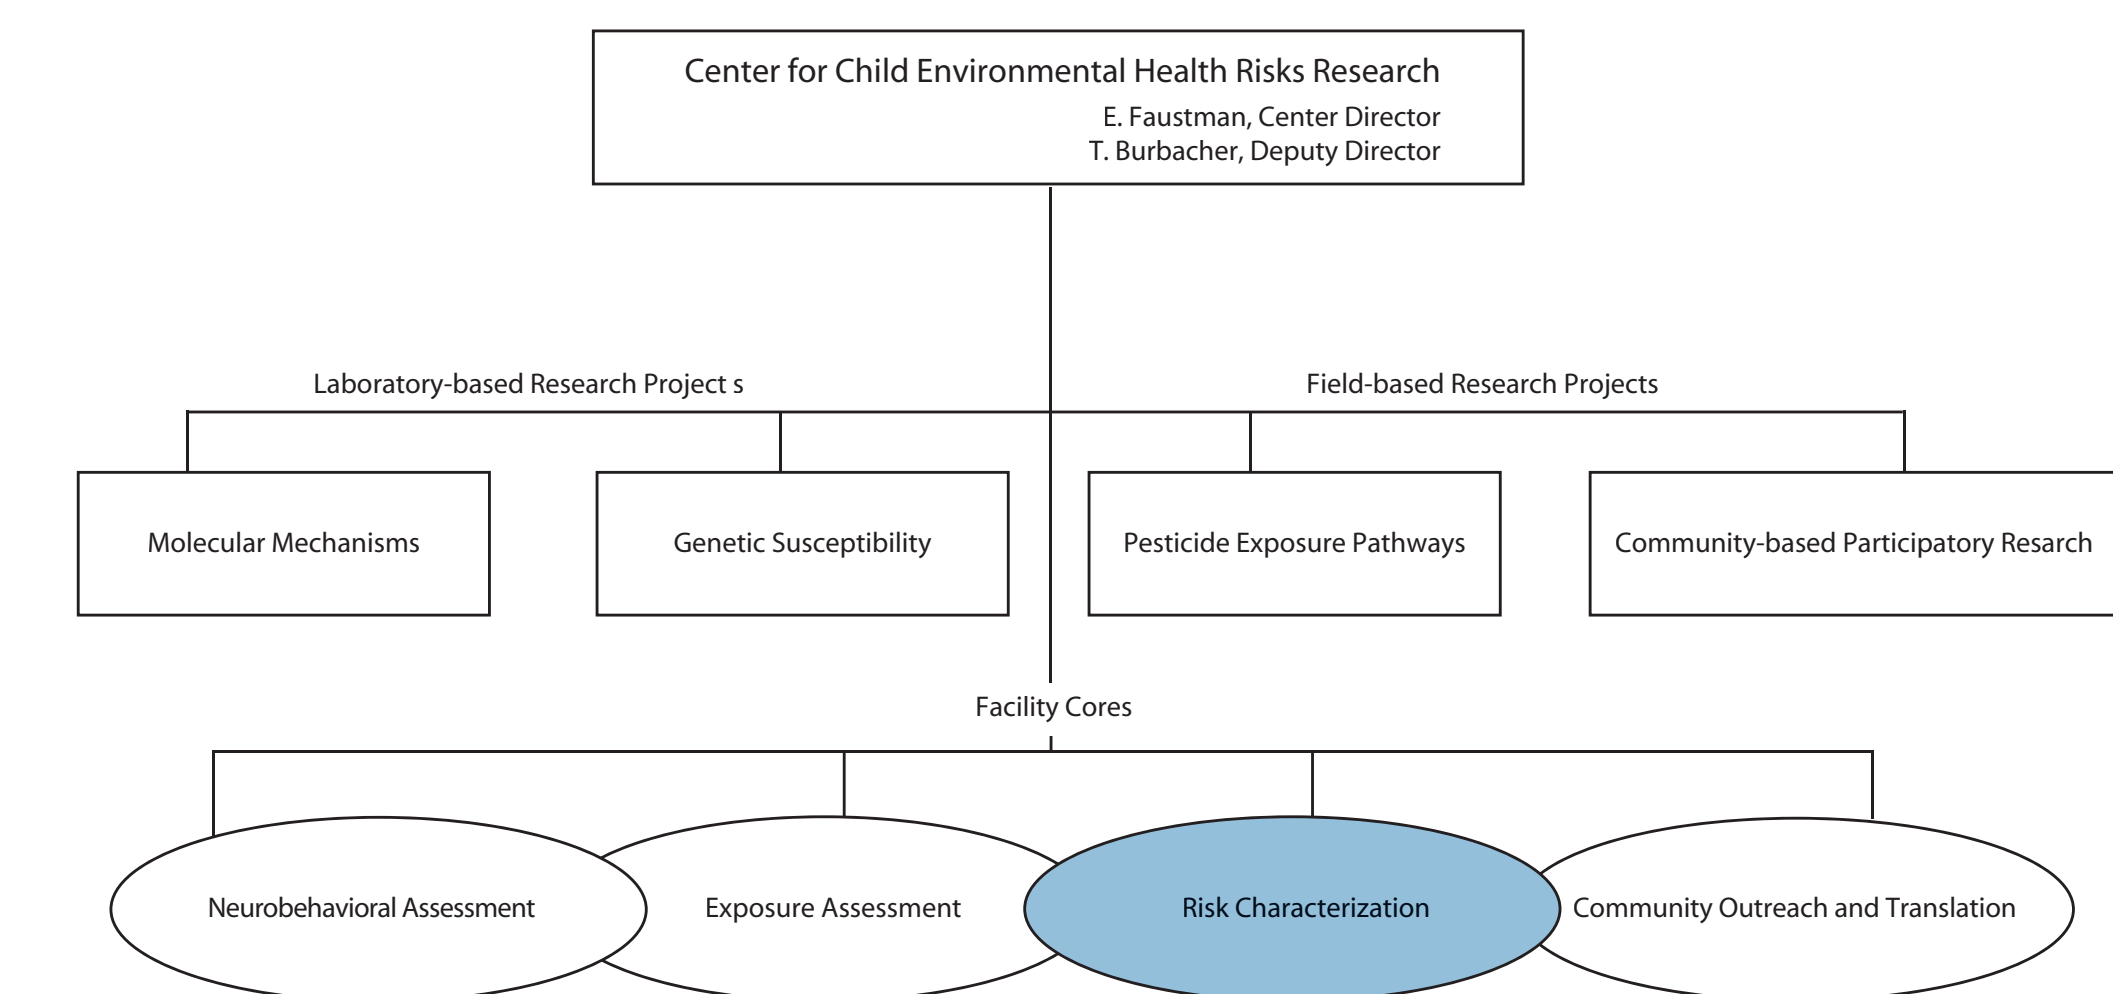 Center for Child Environmental Health Risks Research
E. Faustman, Center Director
T. Burbacher, Deputy Director
Laboratory-based Research Project s
Field-based Research Projects
Molecular Mechanisms
Genetic Susceptibility
Pesticide Exposure Pathways
Community-based Participatory Resarch
Facility Cores
Neurobehavioral Assessment
Exposure Assessment
Risk Characterization
Community Outreach and Translation